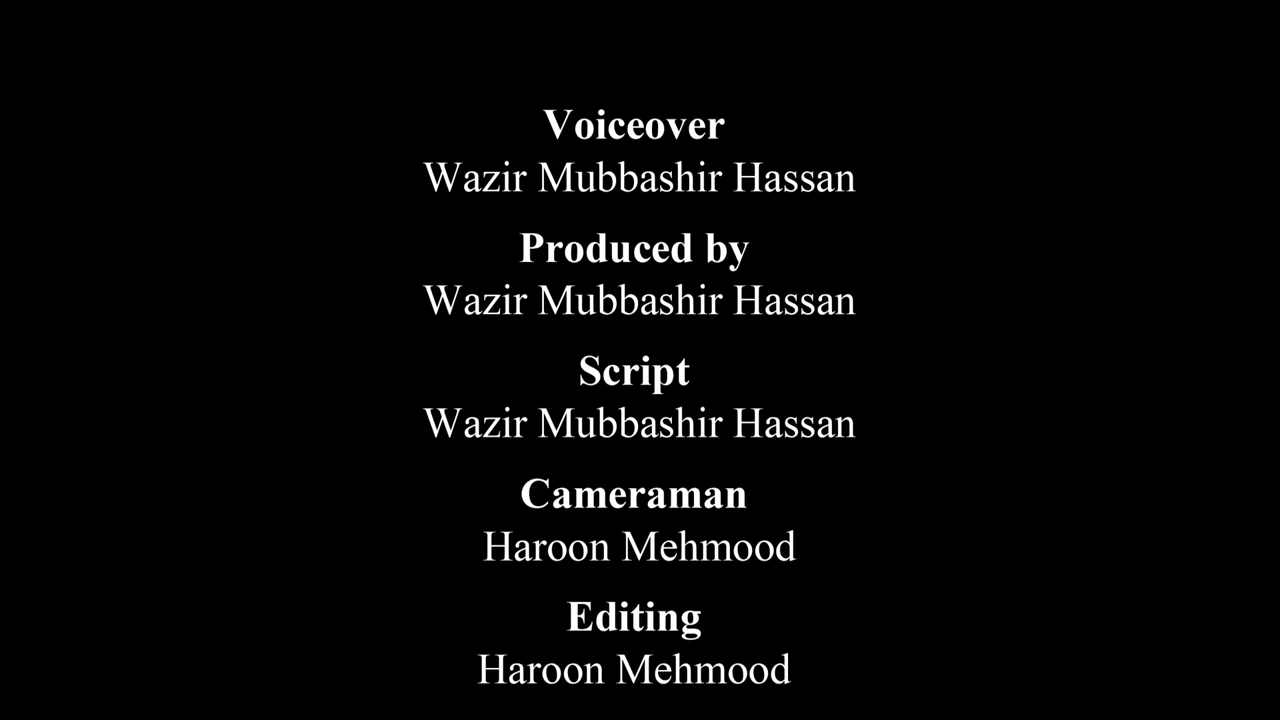 Voiceover
Wazir Mubbashir Hassan
Produced by
Wazir Mubbashir Hassan
Script
Wazir Mubbashir Hassan
Cameraman
Haroon Mehmood
Editing
Haroon Mehmood